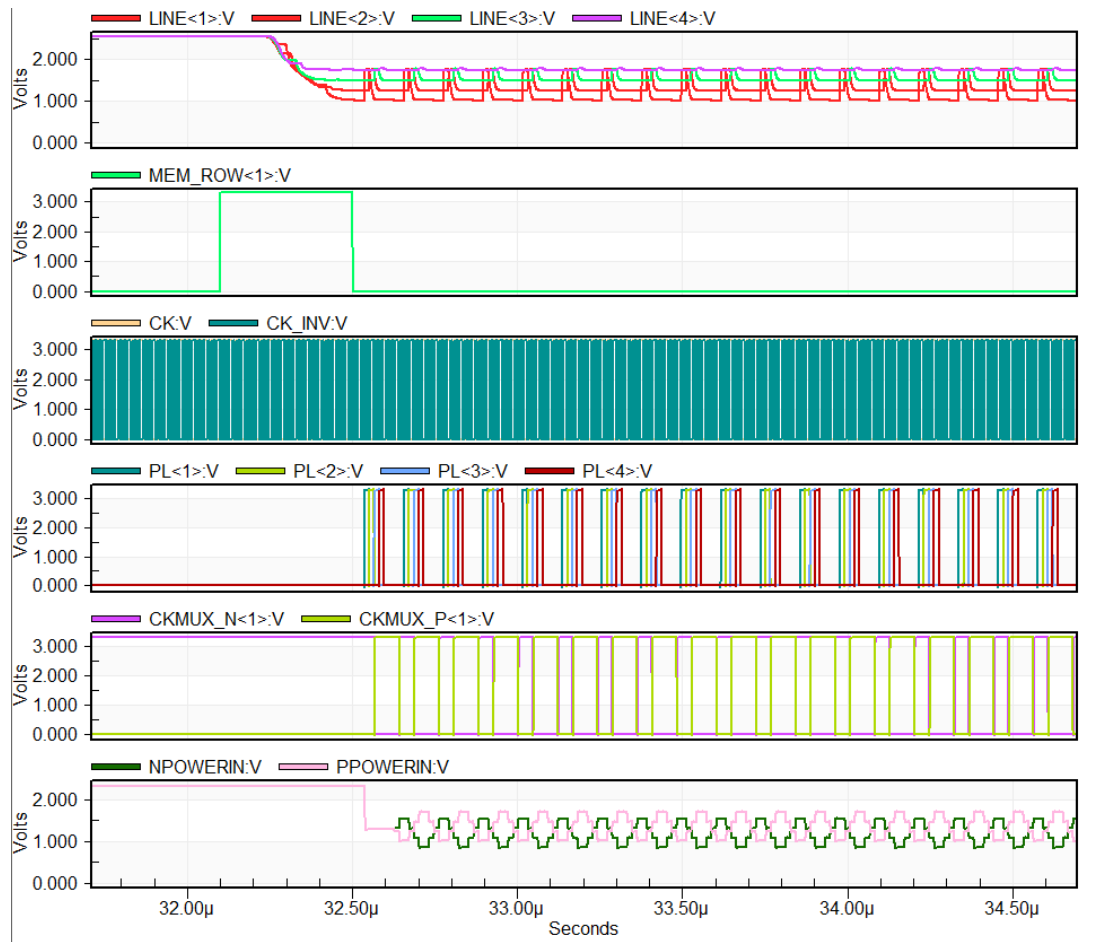 LINE<1>:V LINE<2>:V LINE<3>:V LINE<4>:V
2.000
1.000
0.000
Volts
MEM_ROW<1>:V
3.000
2.000
1.000
0.000
Volts
CK:V CK_INV:V
3.000
2.000
1.000
0.000
Volts
PL<1>:V PL<2>:V PL<3>:V PL<4>:V
3.000
2.000
1.000
0.000
Volts
CKMUX_N<1>:V CKMUX_P<1>:V
3.000
2.000
1.000
0.000
Volts
NPOWERIN:V PPOWERIN:V
2.000
1.000
0.000
Volts
32.00µ 32.50µ 33.00µ 33.50µ 34.00µ 34.50µ
Seconds